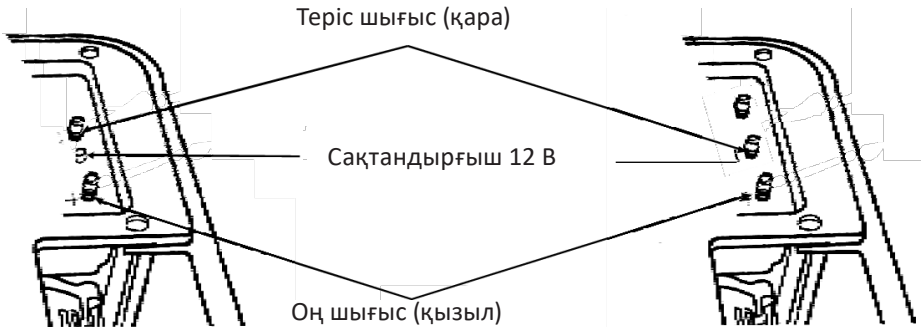 Теріс шығыс (қара)
Сақтандырғыш 12 В
Оң шығыс (қызыл)